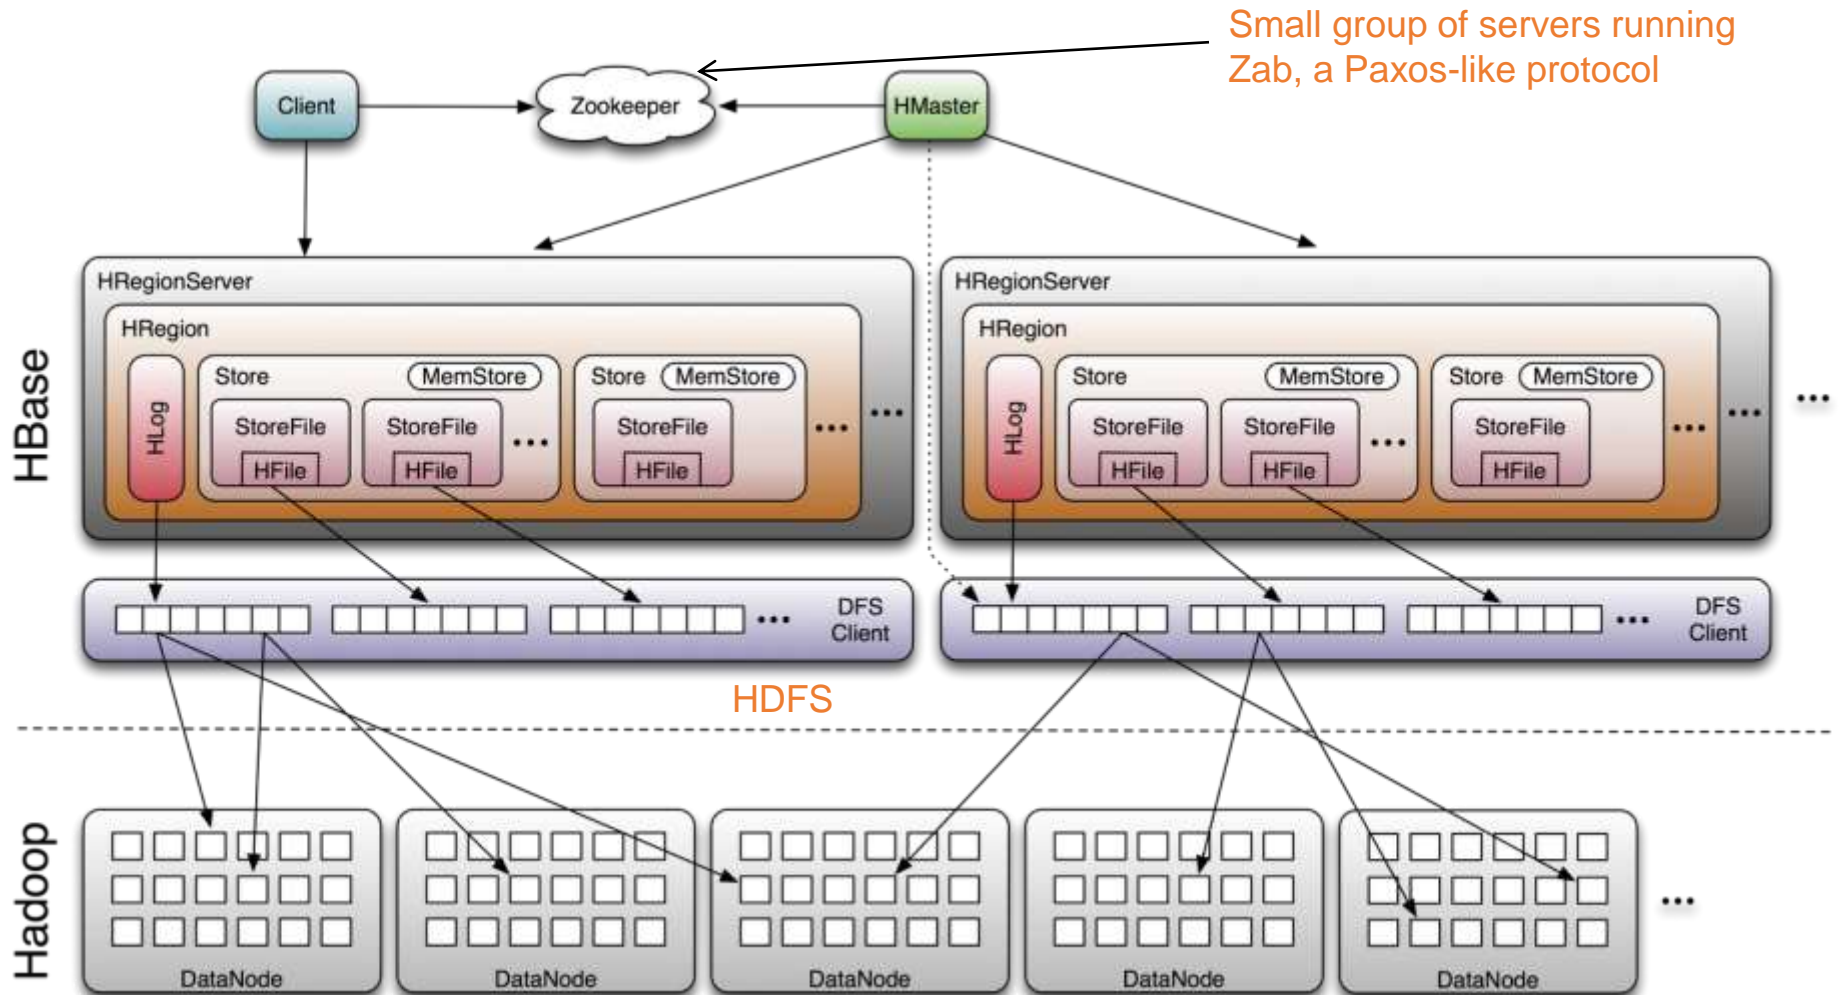 Small group of servers running
Zab, a Paxos-like protocol
Client
Zookeeper
HMaster
HBase
HRegionServer
HRegion
HLog
Store
MemStore
StoreFile
HFile
StoreFile
HFile
...
Store
MemStore
StoreFile
HFile
...
...
HRegionServer
HRegion
HLog
Store
MemStore
StoreFile
HFile
StoreFile
HFile
...
Store
MemStore
StoreFile
HFile
...
...
...
...
DFS
Client
...
DFS
Client
HDFS
Hadoop
DataNode
DataNode
DataNode
DataNode
DataNode
...